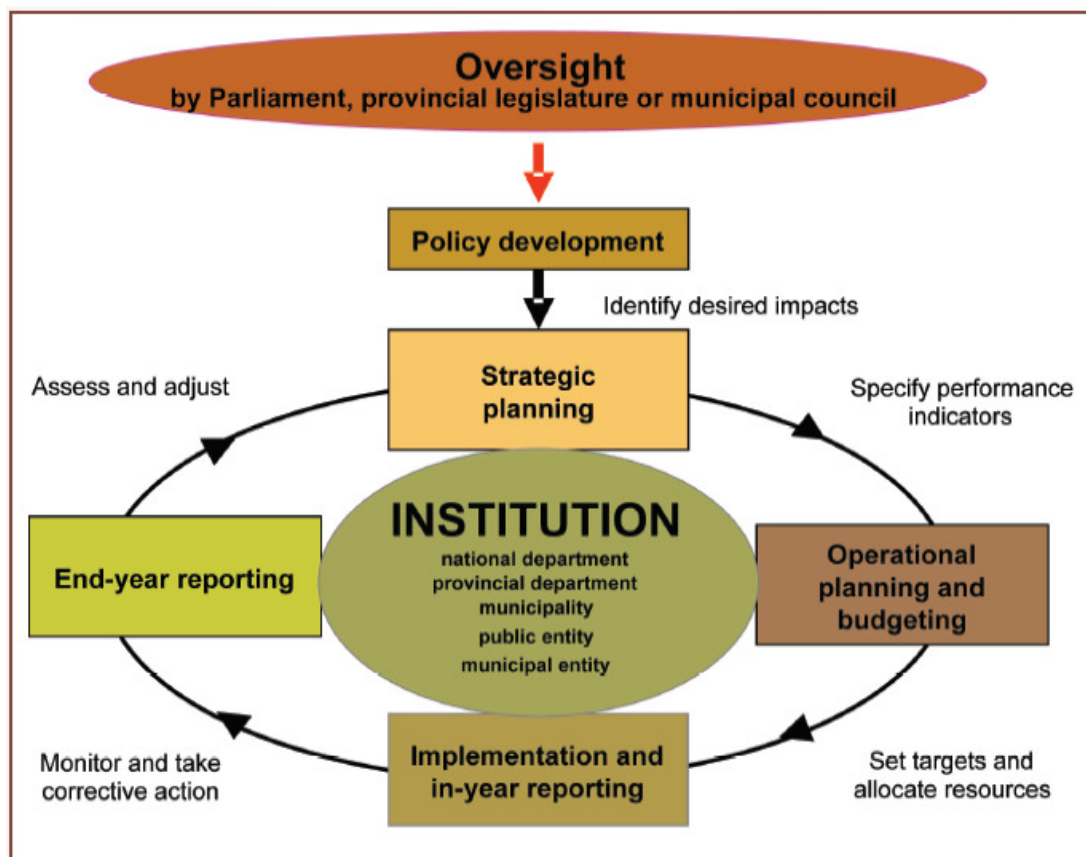 Oversight
by Parliament, provincial legislature or municipal council
Policy development
Identify desired impacts
Strategic
planning
Assess and adjust
Specify performance
indicators
INSTITUTION
national department
provincial department
municipality
public entity
municipal entity
End-year reporting
Operational
planning and
budgeting
Implementation and
in-year reporting
Monitor and take
corrective action
Set targets and
allocate resources